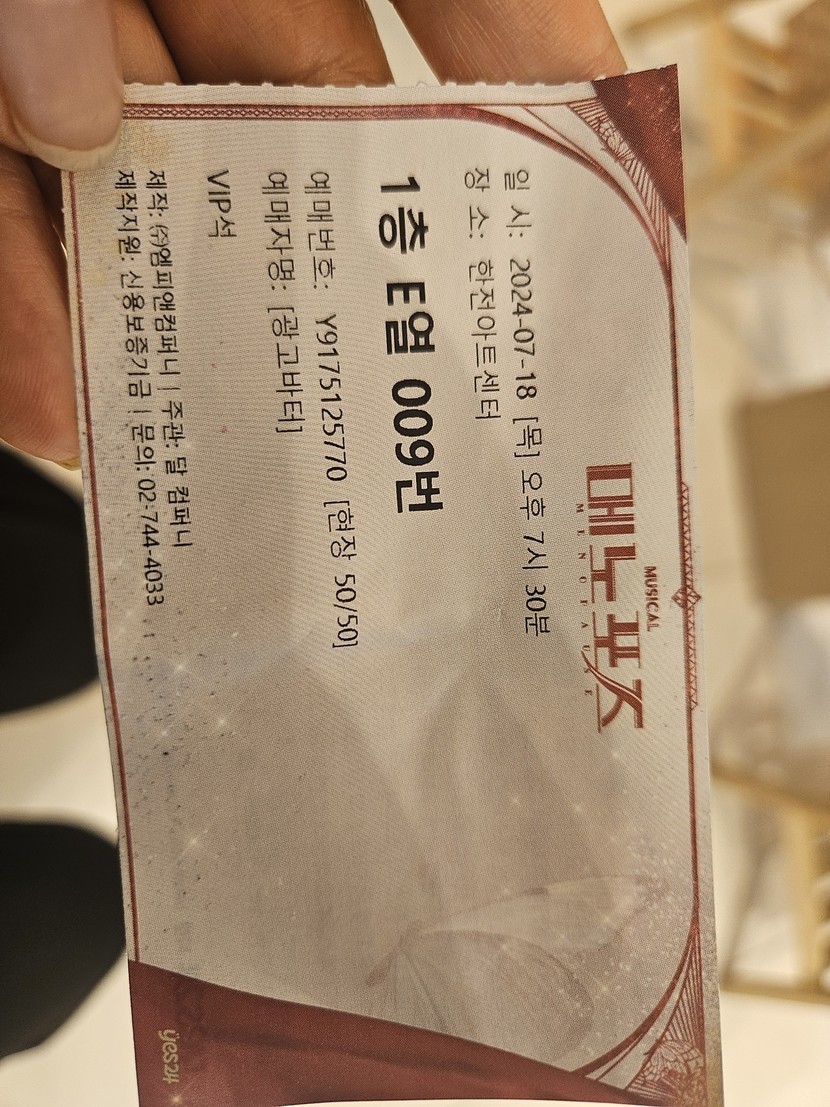 MUSICAL
메노포즈
MENOPAUSE
일 시: 2024-07-18 [목] 오후 7시 30분
장 소: 한전아트센터
1층 E열 009번
예매번호: Y9175125770 [현장 50/50]
예매자명: [광고바터]
VIP석
제작: ㈜엠피앤컴퍼니 | 주관: 달 컴퍼니
제작지원: 신용보증기금 | 문의: 02-744-4033
yes24